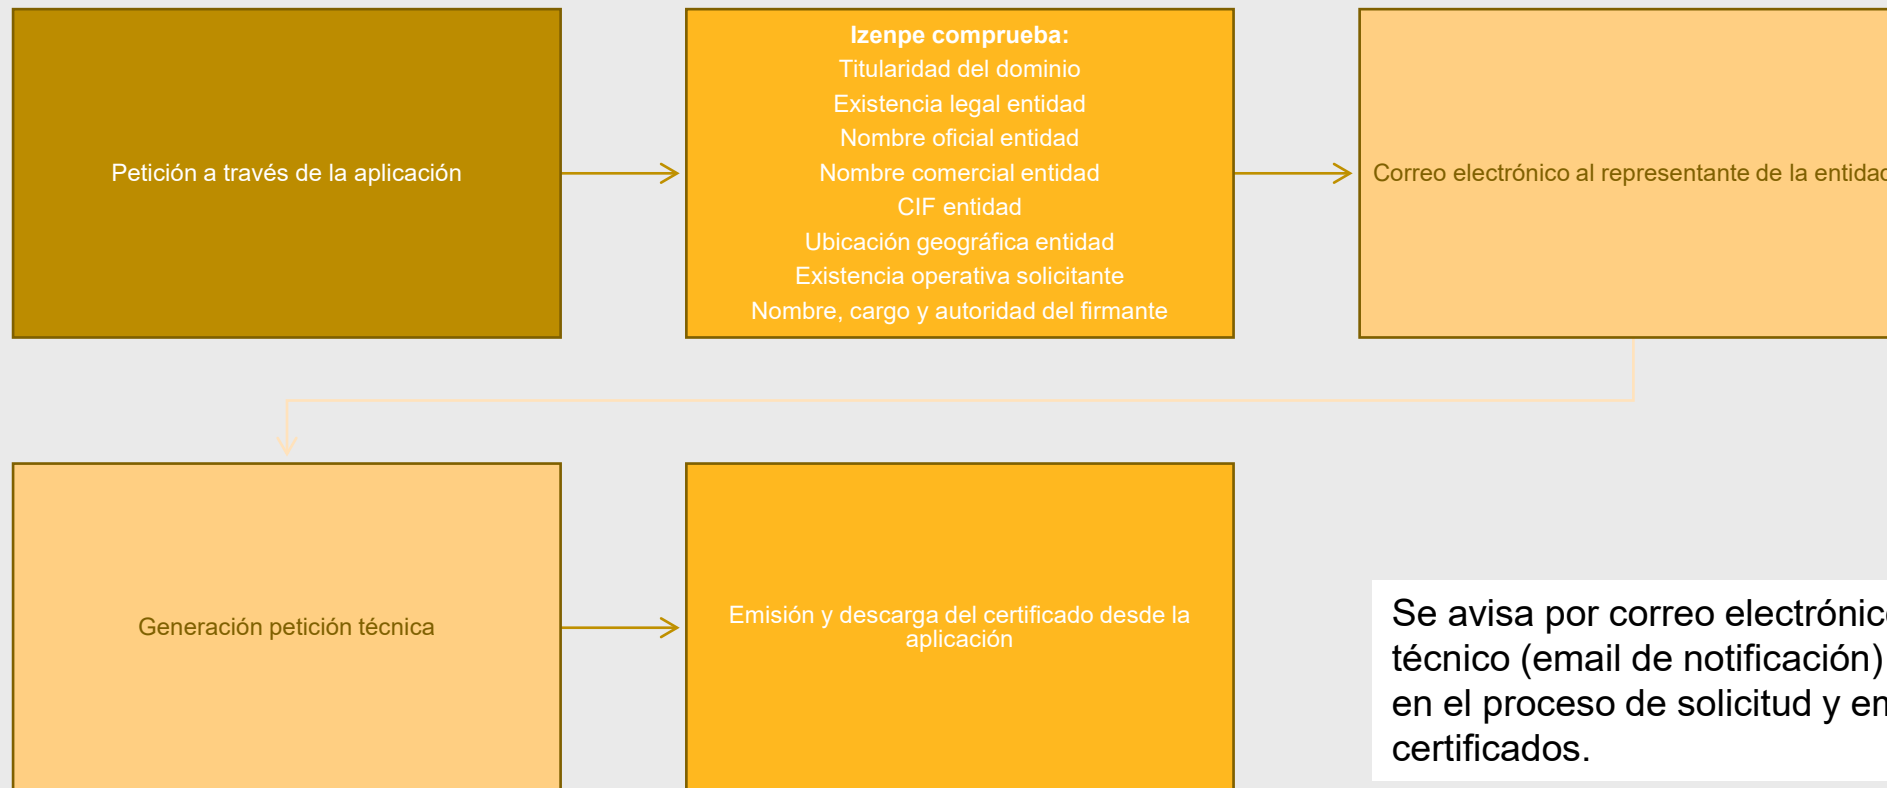 Petición a través de la aplicación
Izenpe comprueba:
Titularidad del dominio
Existencia legal entidad
Nombre oficial entidad
Nombre comercial entidad
CIF entidad
Ubicación geográfica entidad
Existencia operativa solicitante
Nombre, cargo y autoridad del firmante
Correo electrónico al representante de la
Generación petición técnica
Emisión y descarga del certificado desde la
aplicación
Se avisa por correo
técnico (email de notificación)
en el proceso de solicitud y
certificados.